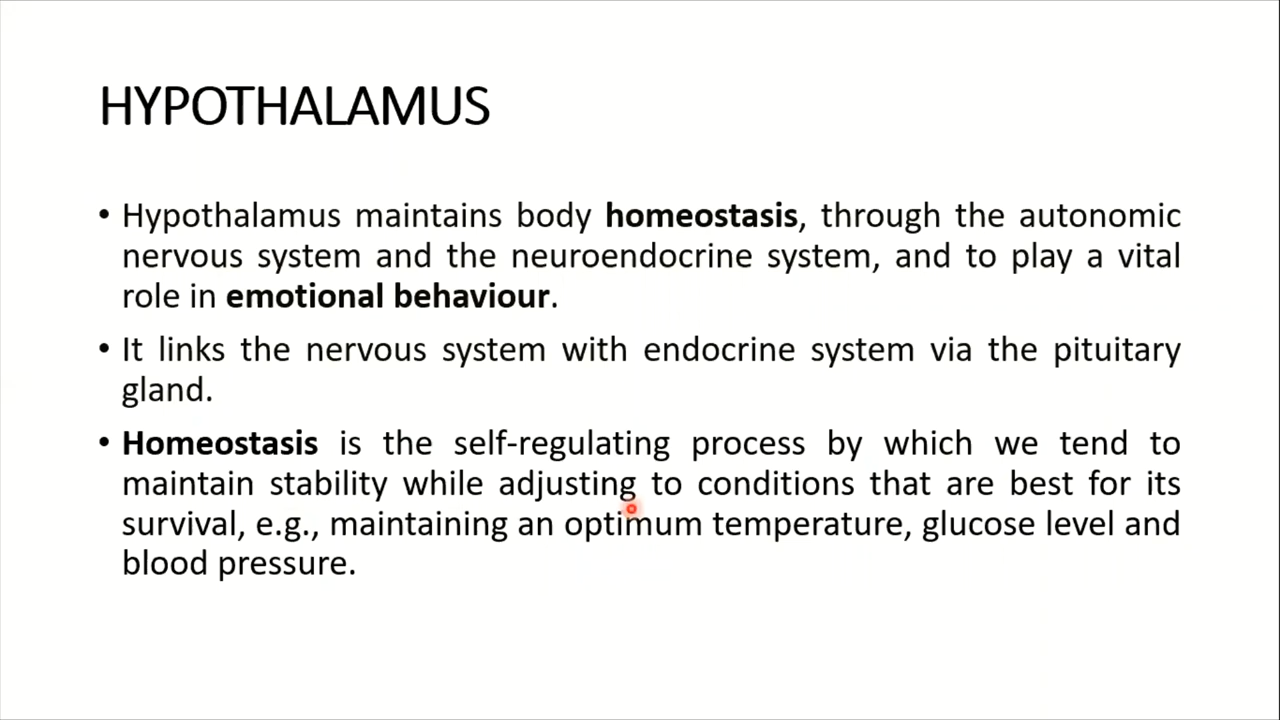 HYPOTHALAMUS
• Hypothalamus maintains body homeostasis, through the autonomic
nervous system and the neuroendocrine system, and to play a vital
role in emotional behaviour.
• It links the nervous system with endocrine system via the pituitary
gland.
• Homeostasis is the self-regulating process by which we tend to
maintain stability while adjusting to conditions that are best for its
survival, e.g., maintaining an optimum temperature, glucose level and
blood pressure.